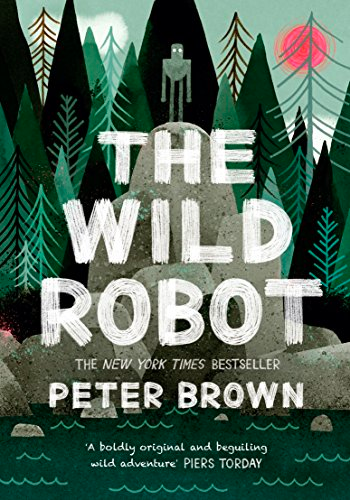 THE
WILD
ROBOT
THE NEW YORK TIMES BESTSELLER
PETER BROWN
‘A boldly original and beguiling
wild adventure’ PIERS TORDAY